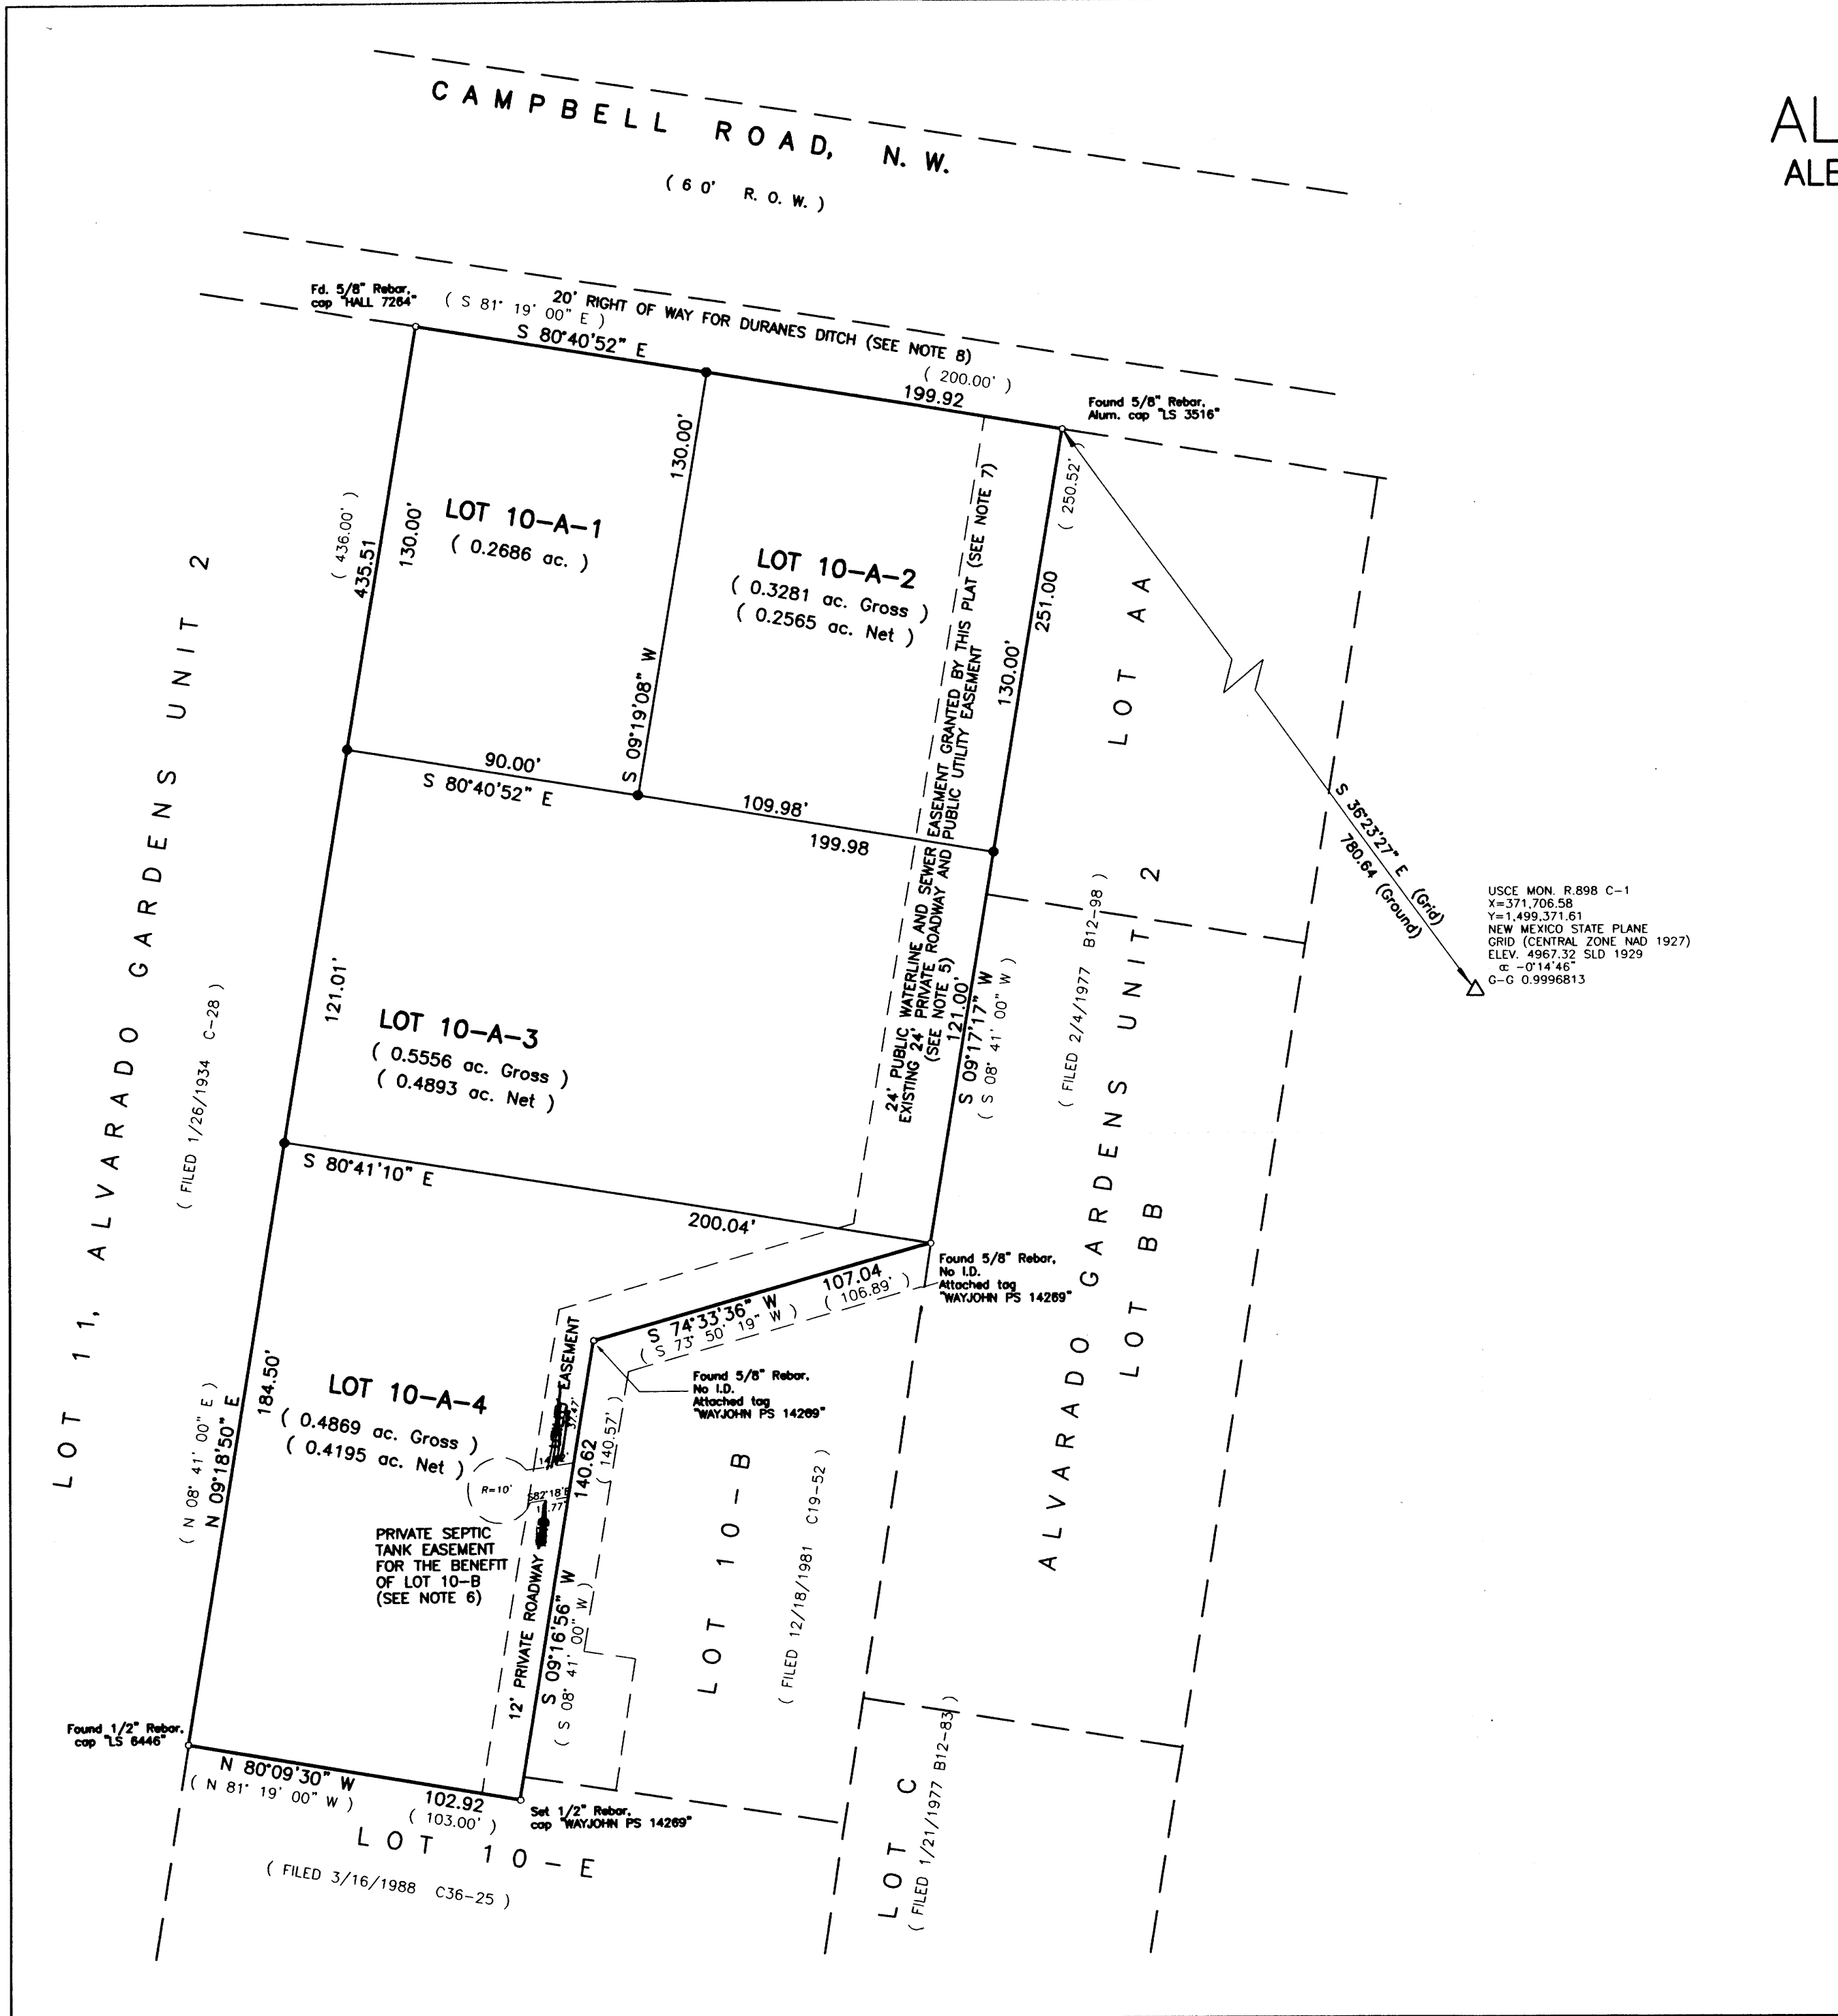 CAMPBELL ROAD, N. W.
( 60' R. O. W. )
AL
ALB
Fd. 5/8" Rebar,
cap "HALL 7264"
( S 81° 19' 00" E )
20' RIGHT OF WAY FOR DURANES DITCH (SEE NOTE 8)
S 80°40'52" E
( 200.00' )
199.92
Found 5/8" Rebar,
Alum. cap "LS 3516"
( 436.00' )
435.51
130.00'
130.00'
LOT 10-A-1
( 0.2686 ac. )
LOT 10-A-2
( 0.3281 ac. Gross )
( 0.2565 ac. Net )
S 09°19'08" W
( 250.52' )
251.00
130.00'
LOT AA
90.00'
S 80°40'52" E
109.98'
199.98
24' PUBLIC WATERLINE AND SEWER EASEMENT GRANTED BY THIS PLAT (SEE NOTE 7)
EXISTING 24' PRIVATE ROADWAY AND PUBLIC UTILITY EASEMENT
(SEE NOTE 5)
S 36°23'27" E (Grid)
780.64 (Ground)
USCE MON. R.898 C-1
X=371,706.58
Y=1,499,371.61
NEW MEXICO STATE PLANE
GRID (CENTRAL ZONE NAD 1927)
ELEV. 4967.32 SLD 1929
α -0°14'46"
G-G 0.9996813
LOT 11, ALVARADO GARDENS UNIT 2
( FILED 1/26/1934 C-28 )
121.01'
LOT 10-A-3
( 0.5556 ac. Gross )
( 0.4893 ac. Net )
121.00'
S 09°17'17" W
( S 08° 41' 00" W )
( FILED 2/4/1977 B12-98 )
ALVARADO GARDENS UNIT 2
LOT BB
S 80°41'10" E
200.04'
Found 5/8" Rebar,
No I.D.
Attached tag
"WAYJOHN PS 14269"
107.04
( 106.89' )
S 74°33'36" W
( S 73° 50' 19" W )
Found 5/8" Rebar,
No I.D.
Attached tag
"WAYJOHN PS 14269"
184.50'
( N 08° 41' 00" E )
N 09°18'50" E
LOT 10-A-4
( 0.4869 ac. Gross )
( 0.4195 ac. Net )
R=10'
PRIVATE SEPTIC
TANK EASEMENT
FOR THE BENEFIT
OF LOT 10-B
(SEE NOTE 6)
12' PRIVATE ROADWAY EASEMENT
37.47'
140.62
( 140.57' )
S 09°16'56" W
( S 08° 41' 00" W )
LOT 10-B
( FILED 12/18/1981 C19-52 )
Found 1/2" Rebar,
cap "LS 6446"
N 80°09'30" W
( N 81° 19' 00" W )
102.92
( 103.00' )
Set 1/2" Rebar,
cap "WAYJOHN PS 14269"
LOT 10-E
( FILED 3/16/1988 C36-25 )
LOT C
( FILED 1/21/1977 B12-83 )